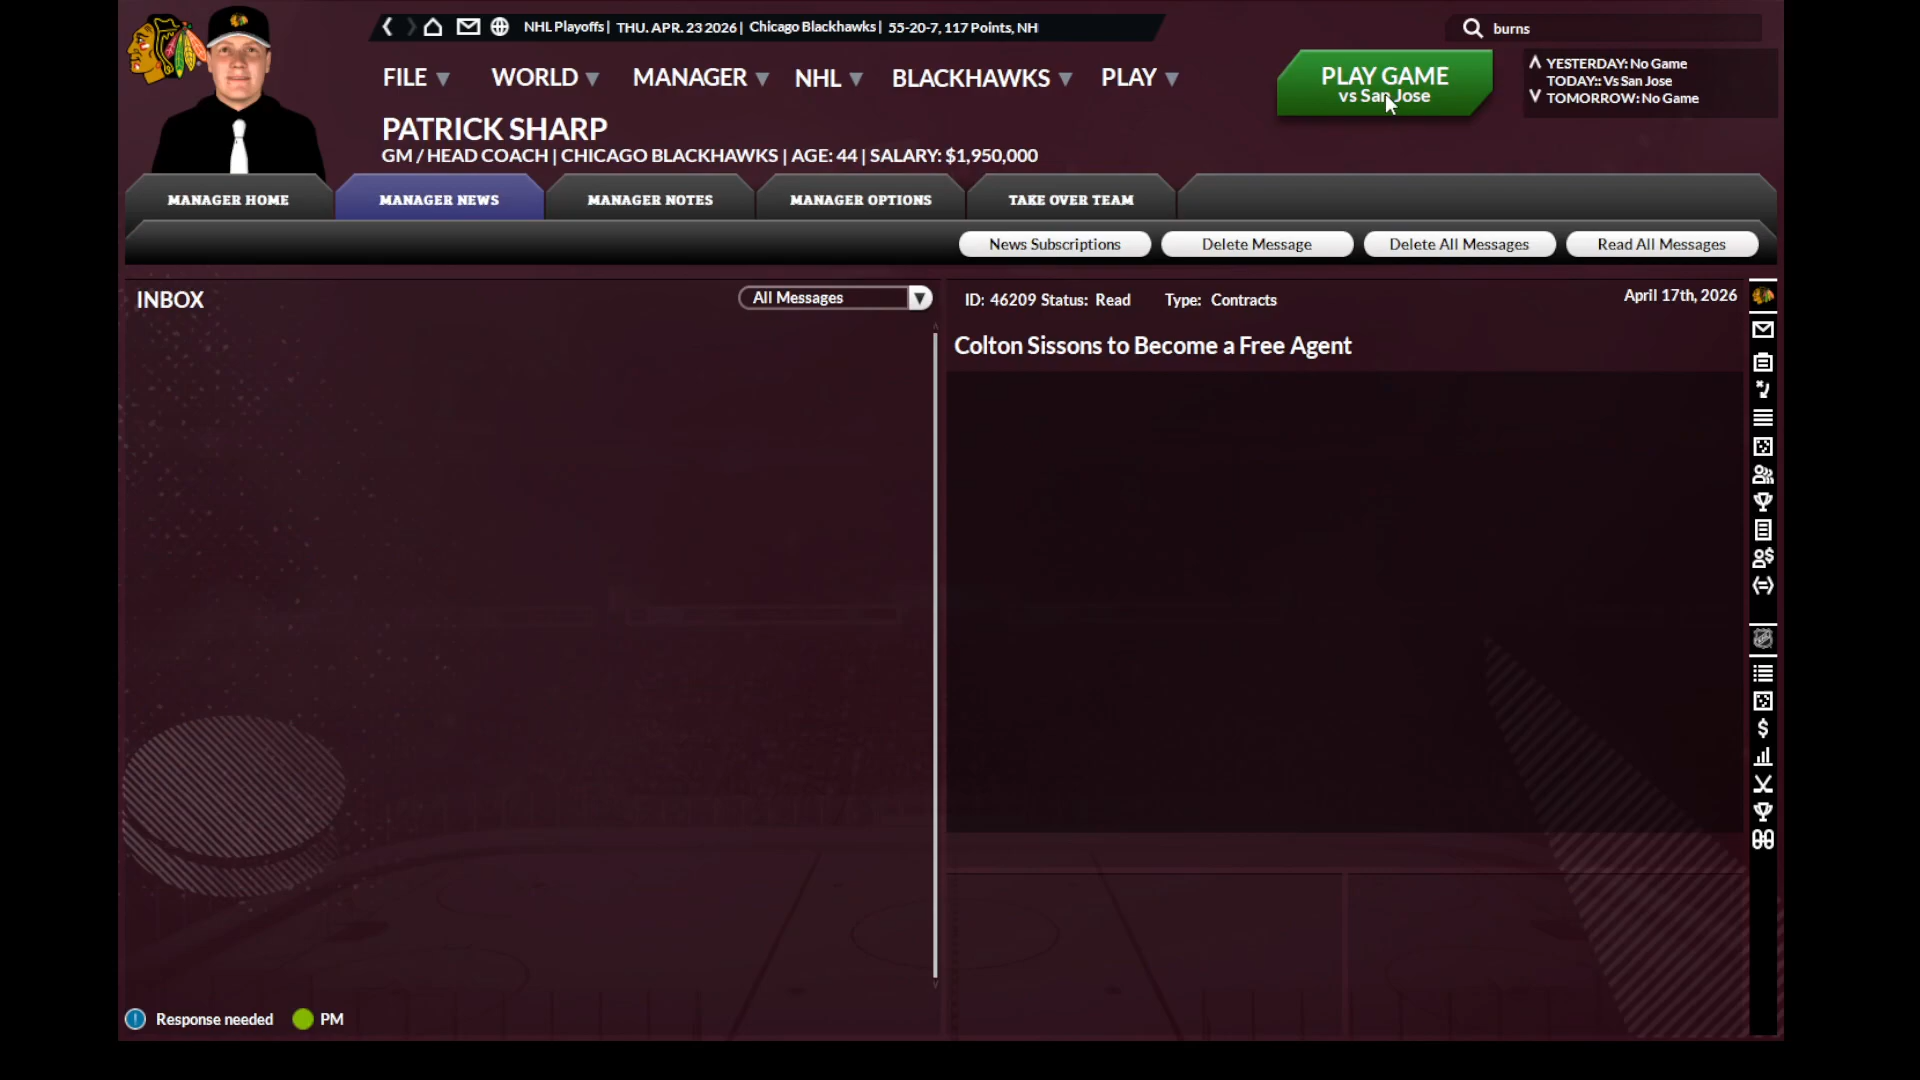 NHL Playoffs| THU. APR. 23 2026| Chicago Blackhawks| 55-20-7, 117 Points, NH
burns
FILE WORLD MANAGER NHL BLACKHAWKS PLAY
PLAY GAME
vs San Jose
YESTERDAY: No Game
TODAY:: Vs San Jose
TOMORROW: No Game
PATRICK SHARP
GM / HEAD COACH | CHICAGO BLACKHAWKS | AGE: 44 | SALARY: $1,950,000
MANAGER HOME MANAGER NEWS MANAGER NOTES MANAGER OPTIONS TAKE OVER TEAM
News Subscriptions Delete Message Delete All Messages Read All Messages
INBOX All Messages
ID: 46209 Status: Read Type: Contracts April 17th, 2026
Colton Sissons to Become a Free Agent
Response needed PM